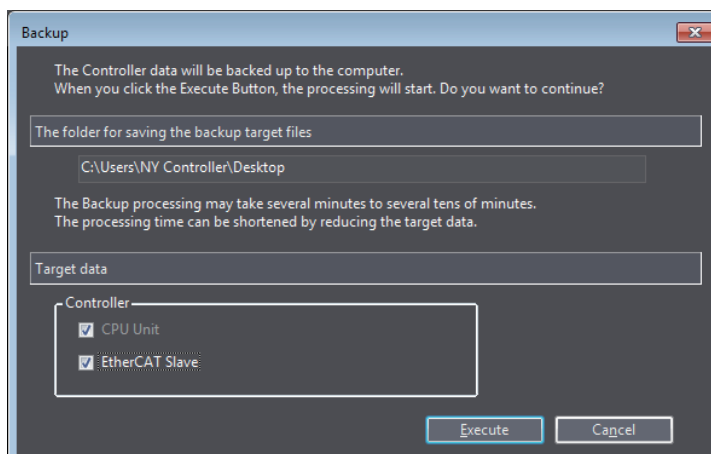 Backup
The Controller data will be backed up to the computer.
When you click the Execute Button, the processing will start. Do you want to continue?
The folder for saving the backup target files
C:\Users\NY Controller\Desktop
The Backup processing may take several minutes to several tens of minutes.
The processing time can be shortened by reducing the target data.
Target data
Controller
CPU Unit
EtherCAT Slave
Execute
Cancel